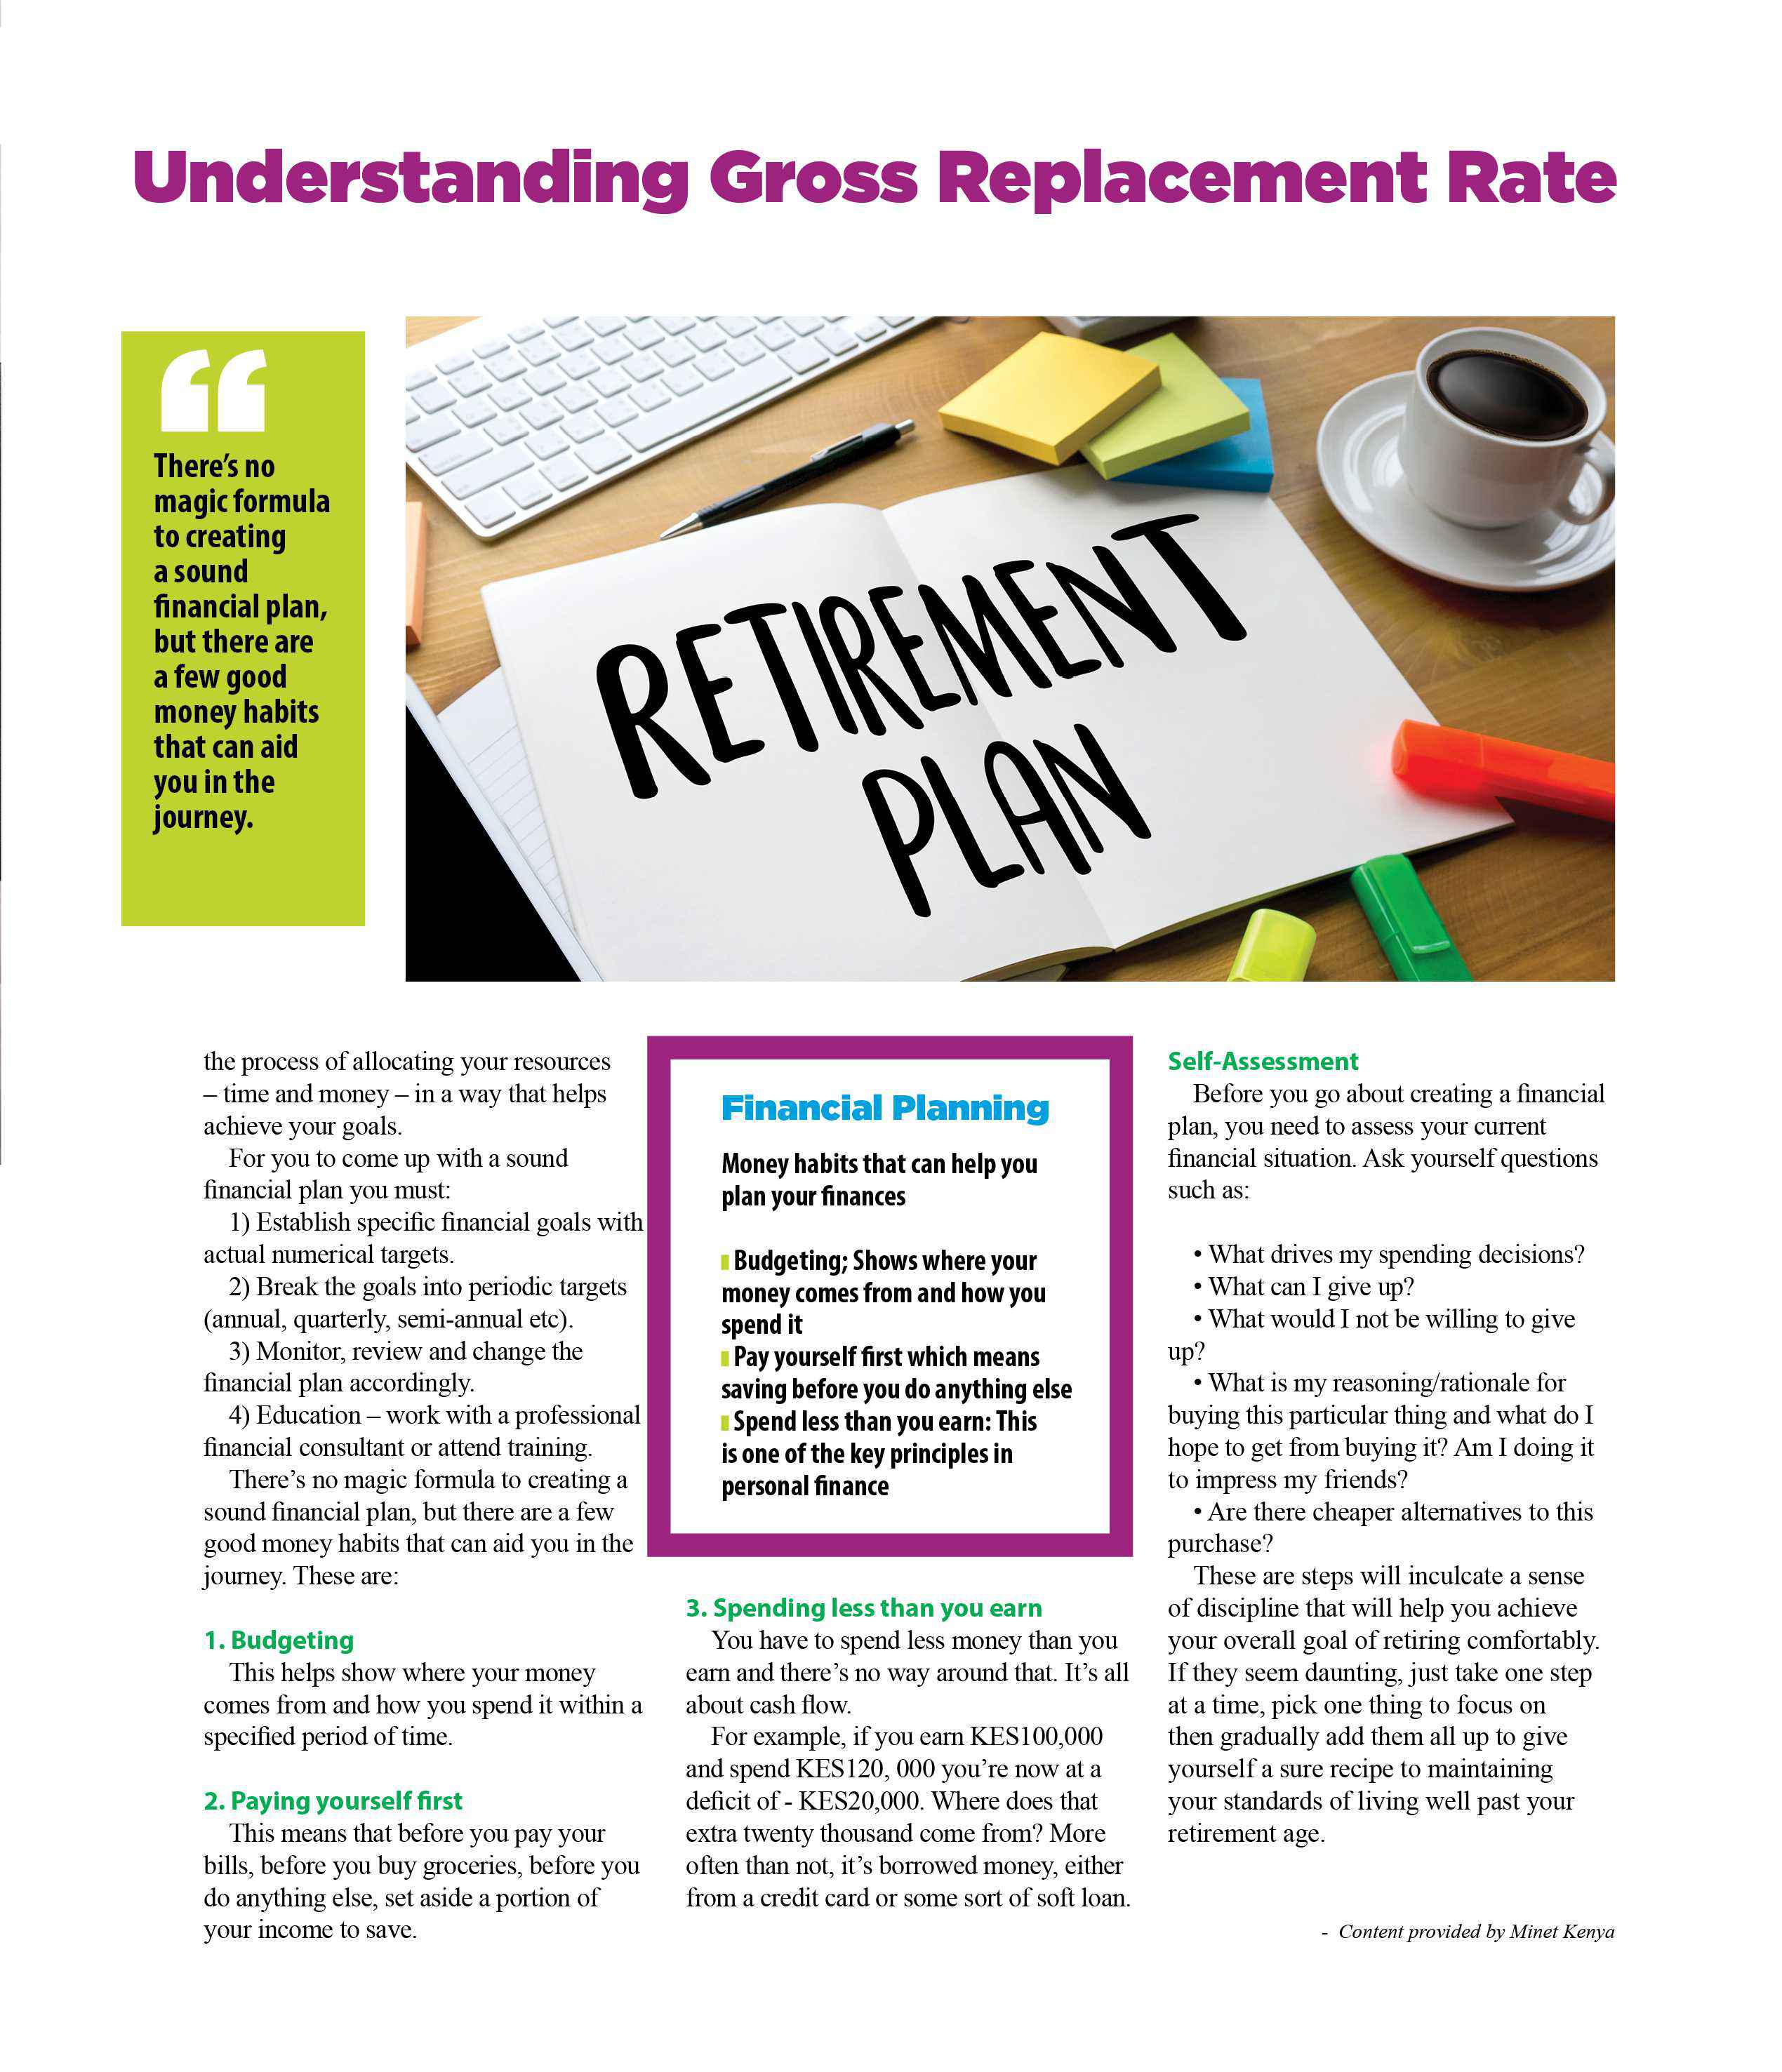 Understanding Gross Replacement Rate
“
There’s no
magic formula
to creating
a sound
financial plan,
but there are
a few good
money habits
that can aid
you in the
journey.
RETIREMENT
PLAN
the process of allocating your resources
– time and money – in a way that helps
achieve your goals.
For you to come up with a sound
financial plan you must:
1) Establish specific financial goals with
actual numerical targets.
2) Break the goals into periodic targets
(annual, quarterly, semi-annual etc).
3) Monitor, review and change the
financial plan accordingly.
4) Education – work with a professional
financial consultant or attend training.
There’s no magic formula to creating a
sound financial plan, but there are a few
good money habits that can aid you in the
journey. These are:
1. Budgeting
This helps show where your money
comes from and how you spend it within a
specified period of time.
2. Paying yourself first
This means that before you pay your
bills, before you buy groceries, before you
do anything else, set aside a portion of
your income to save.
Financial Planning
Money habits that can help you
plan your finances
Budgeting; Shows where your
money comes from and how you
spend it
Pay yourself first which means
saving before you do anything else
Spend less than you earn: This
is one of the key principles in
personal finance
3. Spending less than you earn
You have to spend less money than you
earn and there’s no way around that. It’s all
about cash flow.
For example, if you earn KES100,000
and spend KES120, 000 you’re now at a
deficit of - KES20,000. Where does that
extra twenty thousand come from? More
often than not, it’s borrowed money, either
from a credit card or some sort of soft loan.
Self-Assessment
Before you go about creating a financial
plan, you need to assess your current
financial situation. Ask yourself questions
such as:
• What drives my spending decisions?
• What can I give up?
• What would I not be willing to give
up?
• What is my reasoning/rationale for
buying this particular thing and what do I
hope to get from buying it? Am I doing it
to impress my friends?
• Are there cheaper alternatives to this
purchase?
These are steps will inculcate a sense
of discipline that will help you achieve
your overall goal of retiring comfortably.
If they seem daunting, just take one step
at a time, pick one thing to focus on
then gradually add them all up to give
yourself a sure recipe to maintaining
your standards of living well past your
retirement age.
- Content provided by Minet Kenya